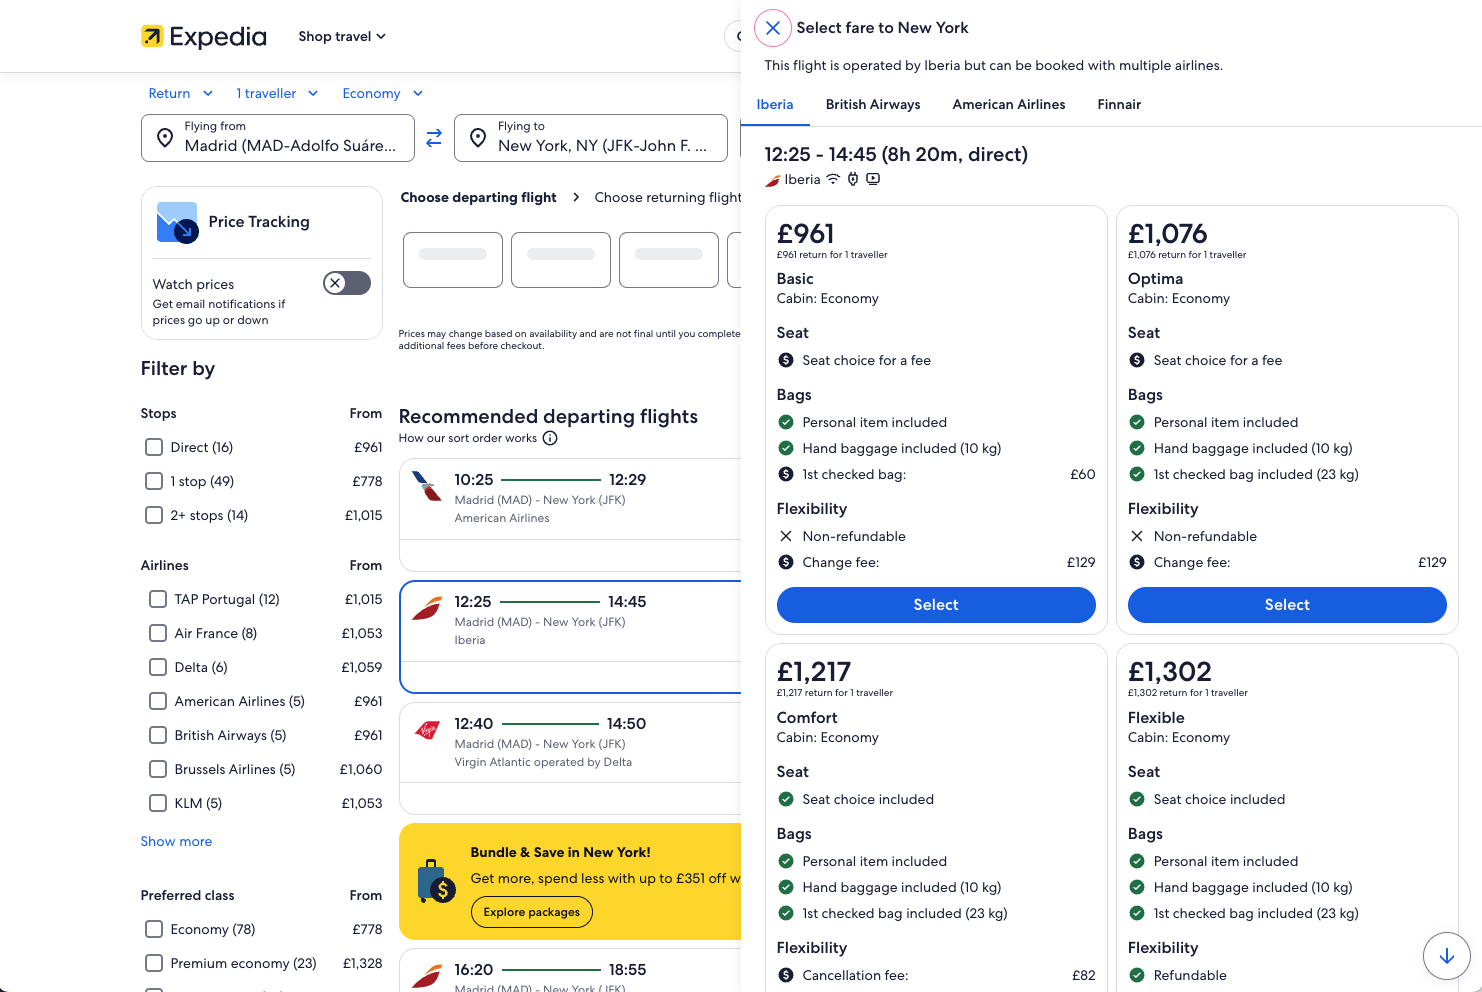 Expedia
Shop travel
Return
1 traveller
Economy
Flying from
Madrid (MAD-Adolfo Suáre...
Flying to
New York, NY (JFK-John F. ...
Price Tracking
Watch prices
Get email notifications if
prices go up or down
Choose departing flight
Choose returning flight
Prices may change based on availability and are not final until you complete
additional fees before checkout.
Filter by
Stops From
Direct (16) £961
1 stop (49) £778
2+ stops (14) £1,015
Airlines From
TAP Portugal (12) £1,015
Air France (8) £1,053
Delta (6) £1,059
American Airlines (5) £961
British Airways (5) £961
Brussels Airlines (5) £1,060
KLM (5) £1,053
Show more
Preferred class From
Economy (78) £778
Premium economy (23) £1,328
Recommended departing flights
How our sort order works
10:25 12:29
Madrid (MAD) - New York (JFK)
American Airlines
12:25 14:45
Madrid (MAD) - New York (JFK)
Iberia
12:40 14:50
Madrid (MAD) - New York (JFK)
Virgin Atlantic operated by Delta
Bundle & Save in New York!
Get more, spend less with up to £351 off w
Explore packages
16:20 18:55
Madrid (MAD) - New York (JFK)
Select fare to New York
This flight is operated by Iberia but can be booked with multiple airlines.
Iberia British Airways American Airlines Finnair
12:25 - 14:45 (8h 20m, direct)
Iberia
£961
£961 return for 1 traveller
Basic
Cabin: Economy
Seat
Seat choice for a fee
Bags
Personal item included
Hand baggage included (10 kg)
1st checked bag: £60
Flexibility
Non-refundable
Change fee: £129
Select
£1,076
£1,076 return for 1 traveller
Optima
Cabin: Economy
Seat
Seat choice for a fee
Bags
Personal item included
Hand baggage included (10 kg)
1st checked bag included (23 kg)
Flexibility
Non-refundable
Change fee: £129
Select
£1,217
£1,217 return for 1 traveller
Comfort
Cabin: Economy
Seat
Seat choice included
Bags
Personal item included
Hand baggage included (10 kg)
1st checked bag included (23 kg)
Flexibility
Cancellation fee: £82
£1,302
£1,302 return for 1 traveller
Flexible
Cabin: Economy
Seat
Seat choice included
Bags
Personal item included
Hand baggage included (10 kg)
1st checked bag included (23 kg)
Flexibility
Refundable